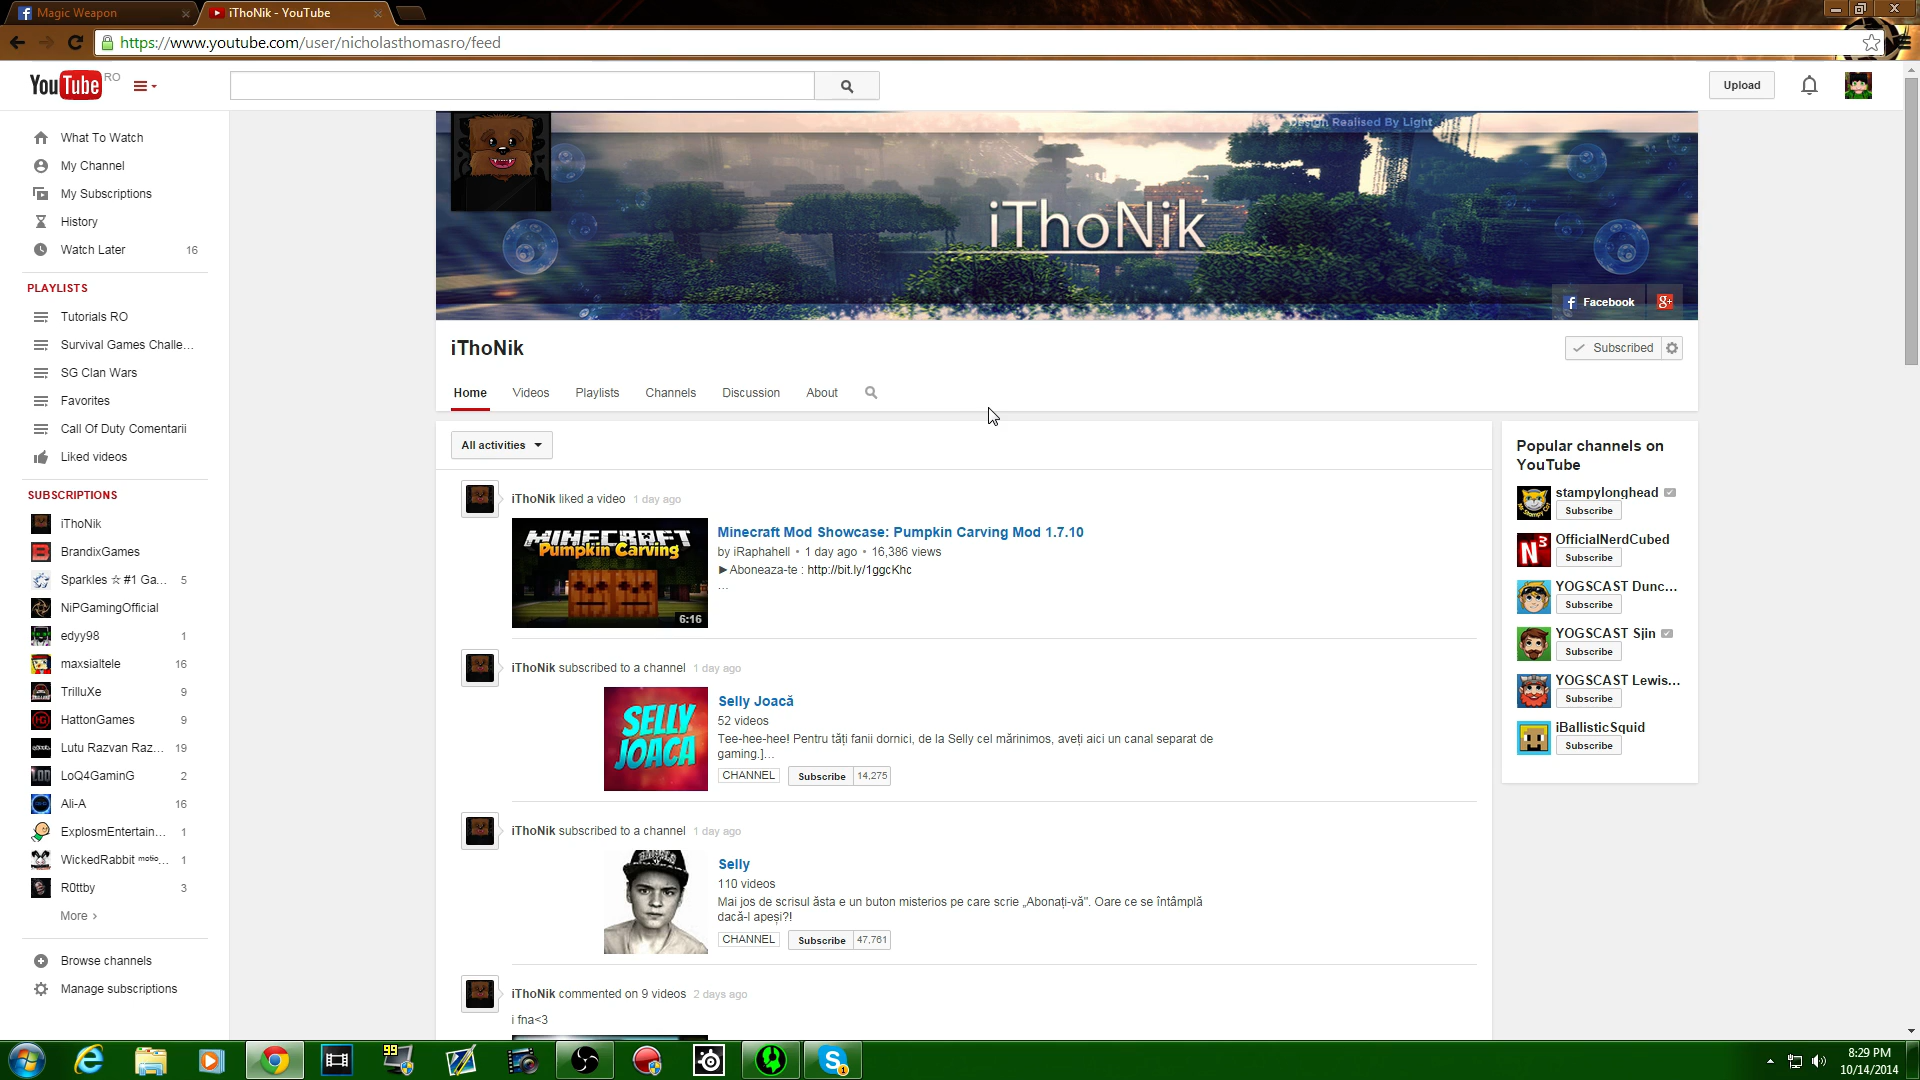 Magic Weapon
iThoNik - YouTube
https://www.youtube.com/user/nicholasthomasro/feed
YouTube RO
Upload
What To Watch
My Channel
My Subscriptions
History
Watch Later 16
PLAYLISTS
Tutorials RO
Survival Games Challe...
SG Clan Wars
Favorites
Call Of Duty Comentarii
Liked videos
SUBSCRIPTIONS
iThoNik
BrandixGames
Sparkles ☆ #1 Ga... 5
NiPGamingOfficial
edyy98 1
maxsialtele 16
TrilluXe 9
HattonGames 9
Lutu Razvan Raz... 19
LoQ4GaminG 2
Ali-A 16
ExplosmEntertain... 1
WickedRabbit ᵐᵒᵗⁱᵒ... 1
R0ttby 3
More ›
Browse channels
Manage subscriptions
Design Realised By Light
iThoNik
Facebook
g+
iThoNik
Subscribed
Home Videos Playlists Channels Discussion About
All activities
iThoNik liked a video 1 day ago
MINECRAFT
Pumpkin Carving
6:16
Minecraft Mod Showcase: Pumpkin Carving Mod 1.7.10
by iRaphahell • 1 day ago • 16,386 views
►Aboneaza-te : http://bit.ly/1ggcKhc
...
iThoNik subscribed to a channel 1 day ago
SELLY
JOACA
Selly Joacă
52 videos
Tee-hee-hee! Pentru tăți fanii dornici, de la Selly cel mărinimos, aveți aici un canal separat de
gaming.]...
CHANNEL Subscribe 14,275
iThoNik subscribed to a channel 1 day ago
Selly
110 videos
Mai jos de scrisul ăsta e un buton misterios pe care scrie „Abonați-vă”. Oare ce se întâmplă
dacă-l apeși?!
CHANNEL Subscribe 47,761
iThoNik commented on 9 videos 2 days ago
i fna<3
Popular channels on
YouTube
stampylonghead
Subscribe
OfficialNerdCubed
Subscribe
YOGSCAST Dunc...
Subscribe
YOGSCAST Sjin
Subscribe
YOGSCAST Lewis...
Subscribe
iBallisticSquid
Subscribe
99
1
8:29 PM
10/14/2014